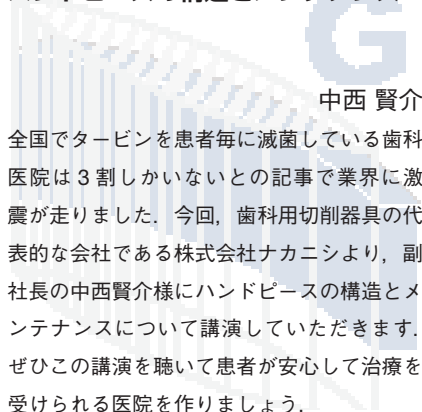 中西 賢介
全国でタービンを患者毎に滅菌している歯科
医院は３割しかいないとの記事で業界に激
震が走りました．今回，歯科用切削器具の代
表的な会社である株式会社ナカニシより，副
社長の中西賢介様にハンドピースの構造とメ
ンテナンスについて講演していただきます．
ぜひこの講演を聴いて患者が安心して治療を
受けられる医院を作りましょう．